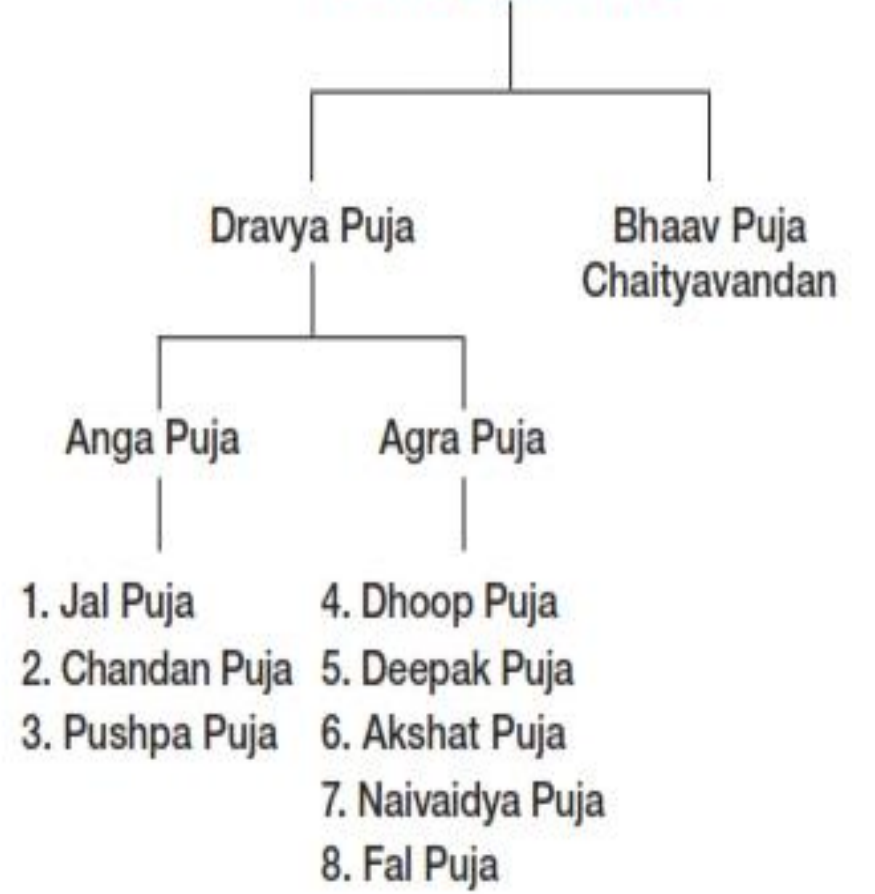 Dravya Puja
Bhaav Puja
Chaityavandan
Anga Puja
Agra Puja
1. Jal Puja
2. Chandan Puja
3. Pushpa Puja
4. Dhoop Puja
5. Deepak Puja
6. Akshat Puja
7. Naivaidya Puja
8. Fal Puja